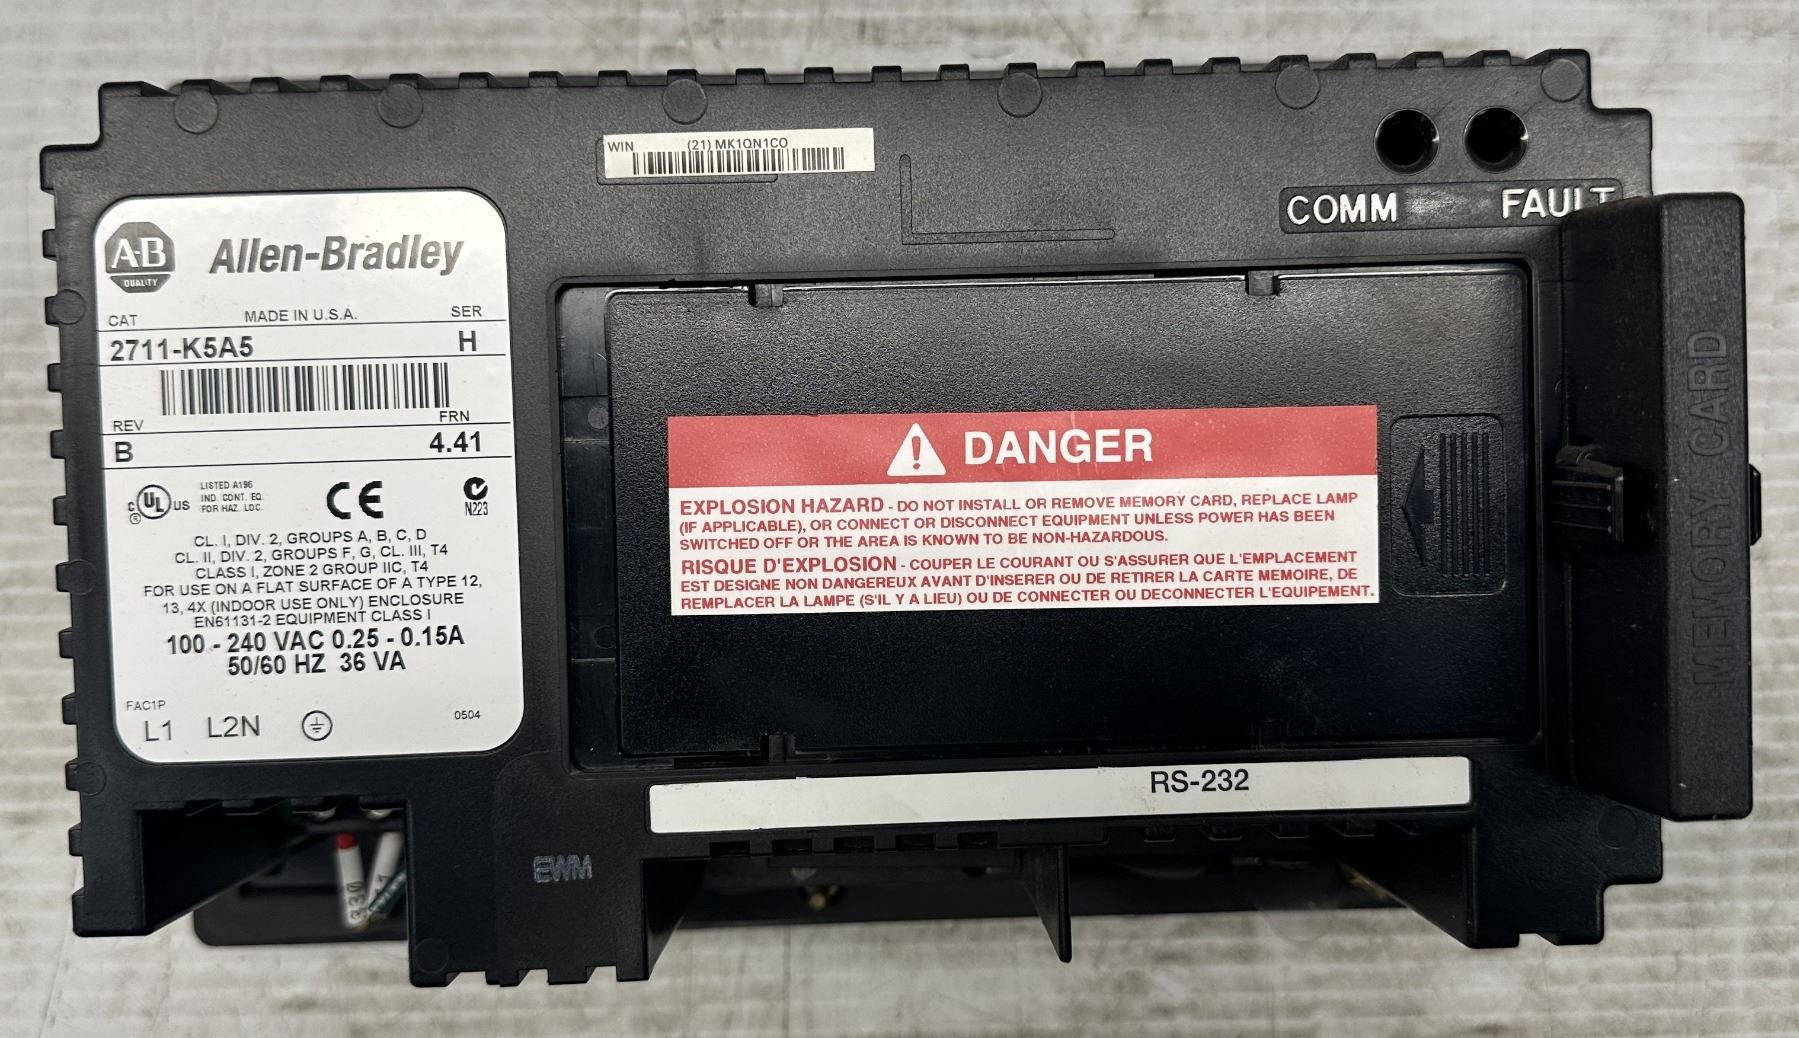 WIN (21) MK1QN1CO
COMM FAULT
A-B
QUALITY
Allen-Bradley
CAT MADE IN U.S.A. SER
2711-K5A5 H
REV FRN
B 4.41
C UL US
®
LISTED A196
IND. CONT. EQ.
FOR HAZ. LOC.
CE
N223
CL. I, DIV. 2, GROUPS A, B, C, D
CL. II, DIV. 2, GROUPS F, G, CL. III, T4
CLASS I, ZONE 2 GROUP IIC, T4
FOR USE ON A FLAT SURFACE OF A TYPE 12,
13, 4X (INDOOR USE ONLY) ENCLOSURE
EN61131-2 EQUIPMENT CLASS I
100 - 240 VAC 0.25 - 0.15A
50/60 HZ 36 VA
FAC1P
L1 L2N
0504
DANGER
EXPLOSION HAZARD - DO NOT INSTALL OR REMOVE MEMORY CARD, REPLACE LAMP
(IF APPLICABLE), OR CONNECT OR DISCONNECT EQUIPMENT UNLESS POWER HAS BEEN
SWITCHED OFF OR THE AREA IS KNOWN TO BE NON-HAZARDOUS.
RISQUE D'EXPLOSION - COUPER LE COURANT OU S'ASSURER QUE L'EMPLACEMENT
EST DESIGNE NON DANGEREUX AVANT D'INSERER OU DE RETIRER LA CARTE MEMOIRE, DE
REMPLACER LA LAMPE (S'IL Y A LIEU) OU DE CONNECTER OU DECONNECTER L'EQUIPEMENT.
MEMORY CARD
RS-232
EWM
330